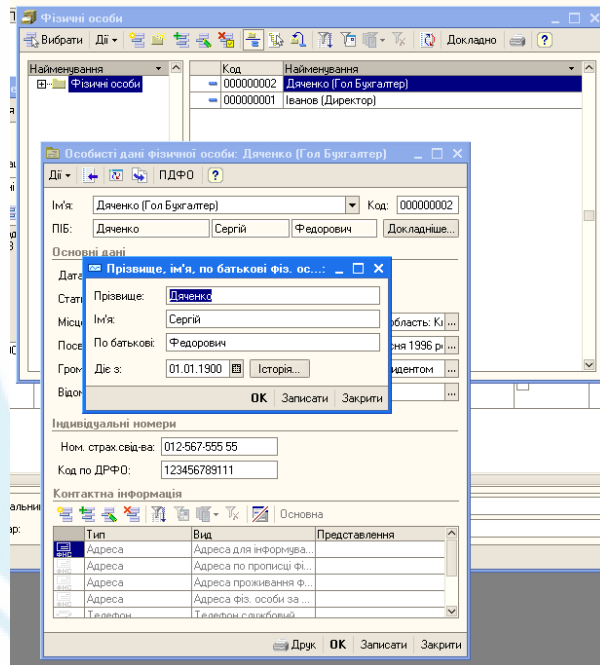 Фізичні особи
Вибрати Дії Докладно ?
Найменування Код Найменування
Фізичні особи 000000002 Дяченко (Гол Бухгалтер)
000000001 Іванов (Директор)
Особисті дані фізичної особи: Дяченко (Гол Бухгалтер)
Дії ПДФО ?
Ім'я: Дяченко (Гол Бухгалтер) Код: 000000002
ПІБ: Дяченко Сергій Федорович Докладніше...
Основні дані
Дата
Прізвище, ім'я, по батькові фіз. ос...:
Прізвище: Дяченко
Ім'я: Сергій
По батькові: Федорович
Діє з: 01.01.1900 Історія...
OK Записати Закрити
Стат
Місце область: Кі ...
Посв ня 1996 р ...
Гром идентом ...
Відом ...
Індивідуальні номери
Ном. страх.свід-ва: 012-567-555 55
Код по ДРФО: 123456789111
Контактна інформація
Основна
Тип Вид Представлення
Адреса Адреса для інформува...
Адреса Адреса по прописці фі...
Адреса Адреса проживання ф...
Адреса Адреса фіз. особи за ...
Телефон Телефон службовий
Друк OK Записати Закрити